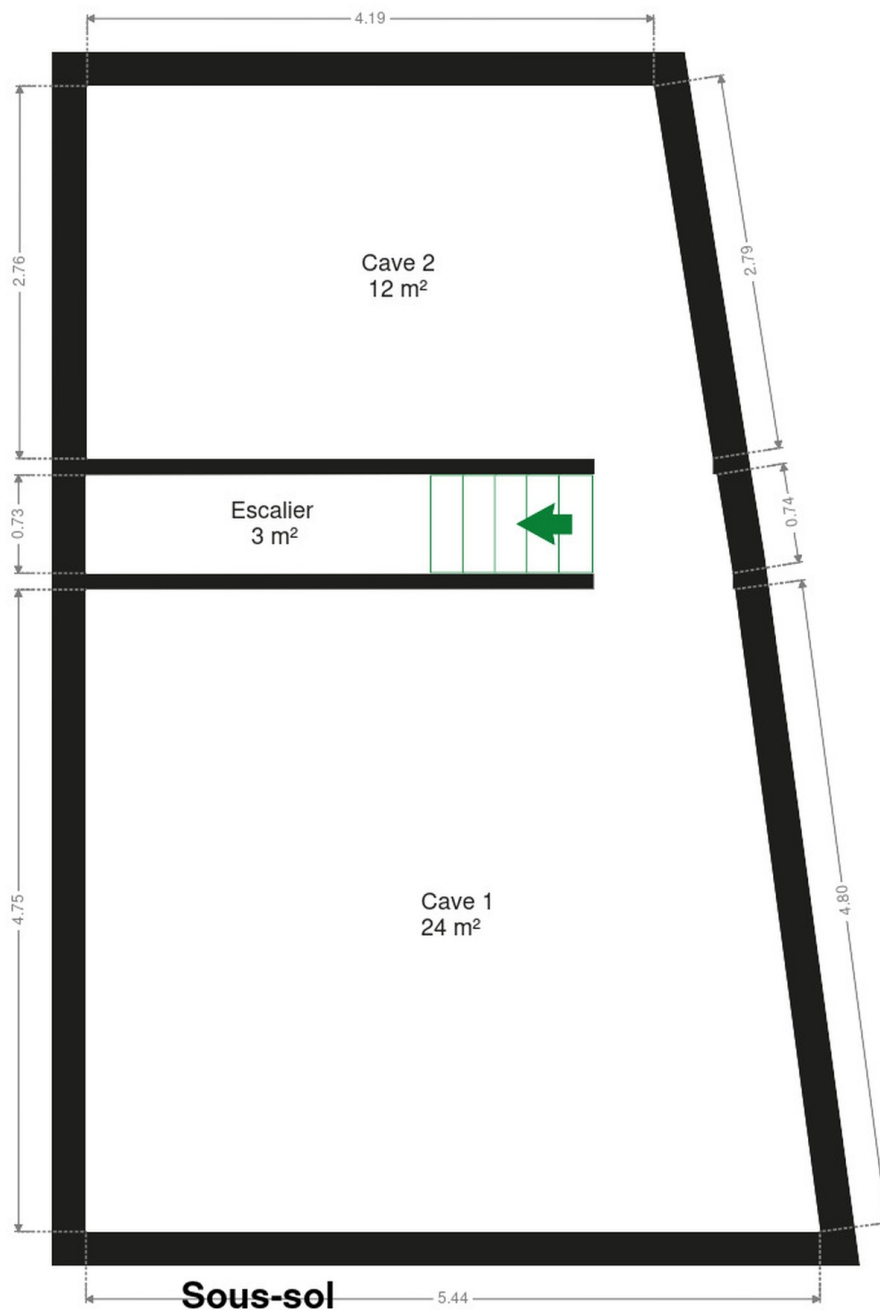 4.19
2.76
2.79
Cave 2
12 m²
0.73
0.74
Escalier
3 m²
4.75
4.80
Cave 1
24 m²
Sous-sol
5.44